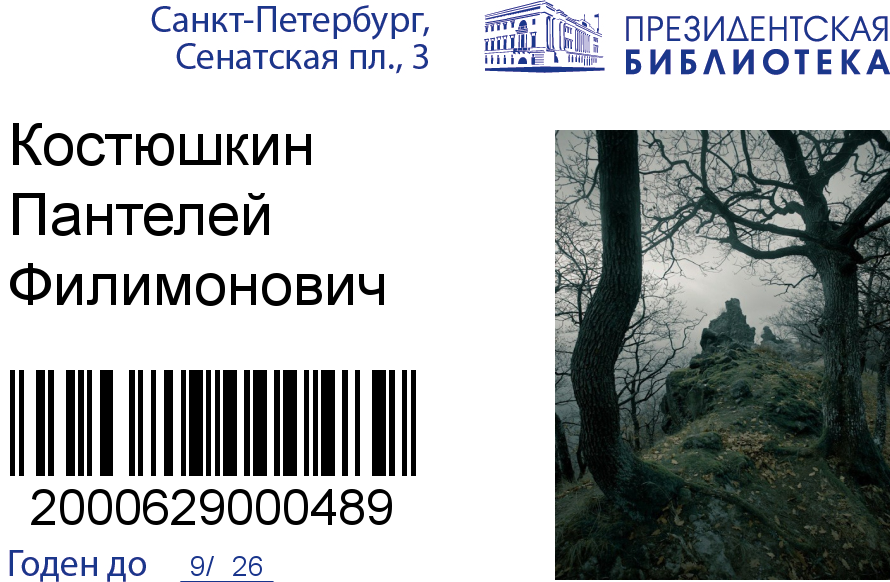 Санкт-Петербург,
Сенатская пл., 3
ПРЕЗИДЕНТСКАЯ
БИБЛИОТЕКА
Костюшкин
Пантелей
Филимонович
2000629000489
Годен до 9/ 26